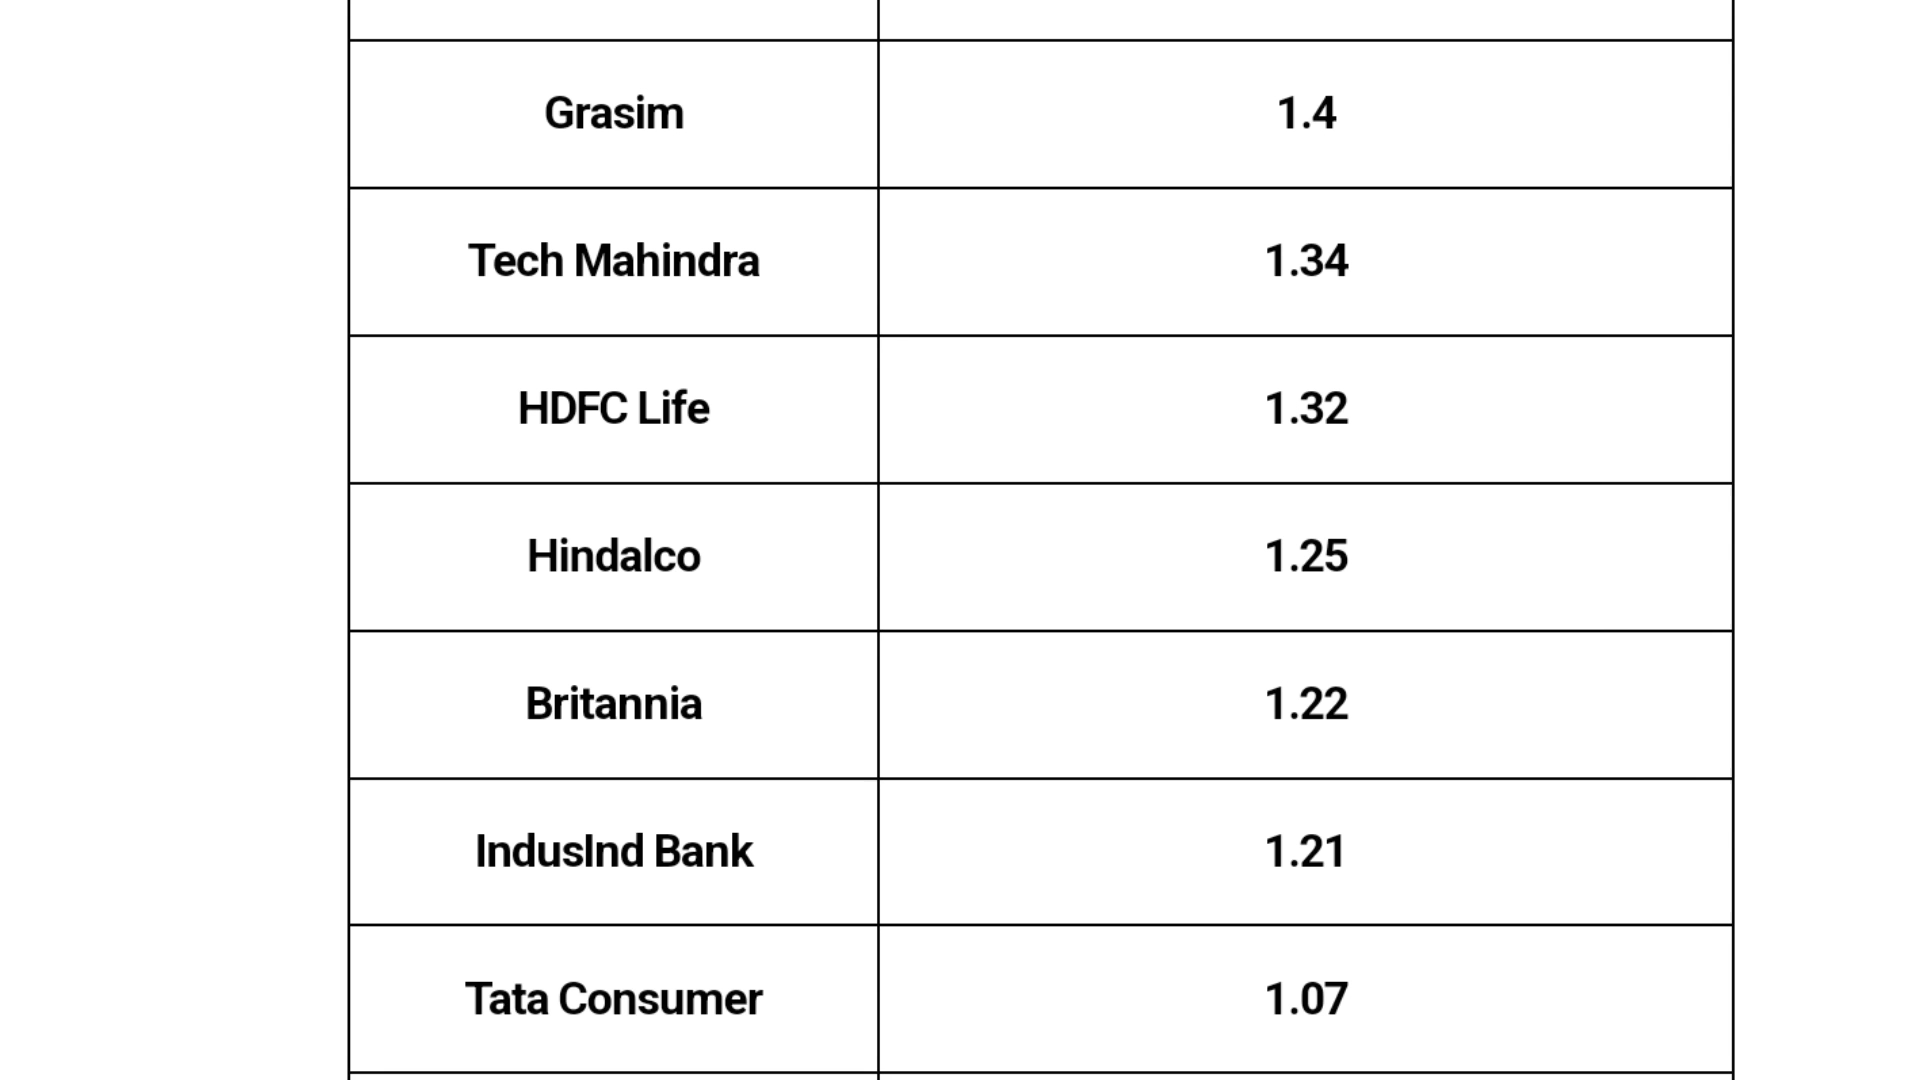 Grasim 1.4
Tech Mahindra 1.34
HDFC Life 1.32
Hindalco 1.25
Britannia 1.22
IndusInd Bank 1.21
Tata Consumer 1.07